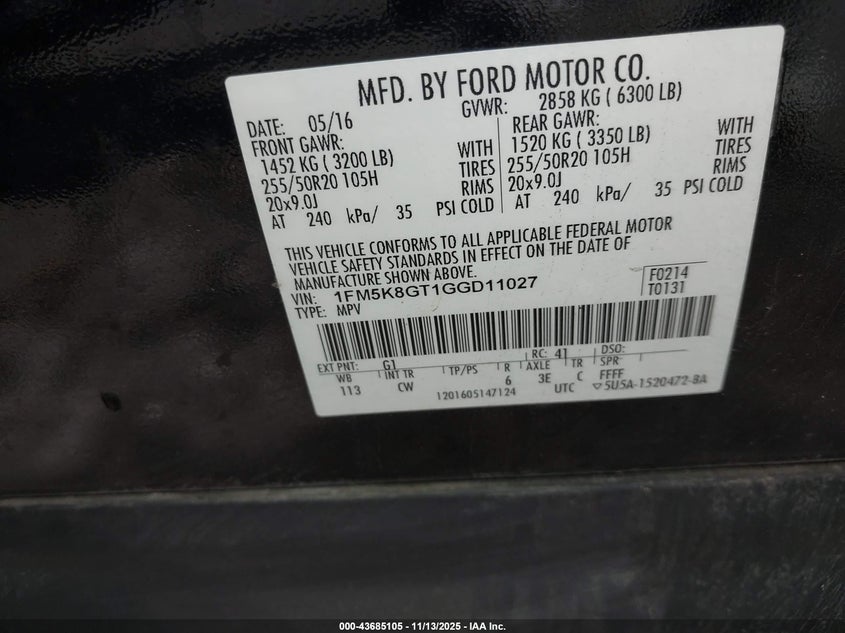 MFD. BY FORD MOTOR CO.
DATE: 05/16 GVWR: 2858 KG ( 6300 LB)
FRONT GAWR: REAR GAWR:
1452 KG ( 3200 LB) WITH 1520 KG ( 3350 LB) WITH
255/50R20 105H TIRES 255/50R20 105H TIRES
20x9.0J RIMS 20x9.0J RIMS
AT 240 kPa/ 35 PSI COLD AT 240 kPa/ 35 PSI COLD
THIS VEHICLE CONFORMS TO ALL APPLICABLE FEDERAL MOTOR
VEHICLE SAFETY STANDARDS IN EFFECT ON THE DATE OF
MANUFACTURE SHOWN ABOVE.
VIN: 1FM5K8GT1GGD11027 F0214
TYPE: MPV T0131
EXT PNT: G1 RC: 41 DSO:
WB INT TR TP/PS R AXLE TR SPR
113 CW 6 3E C FFFF
1201605147124 UTC ▽5U5A-1520472-BA
000-43685105 - 11/13/2025 - IAA Inc.